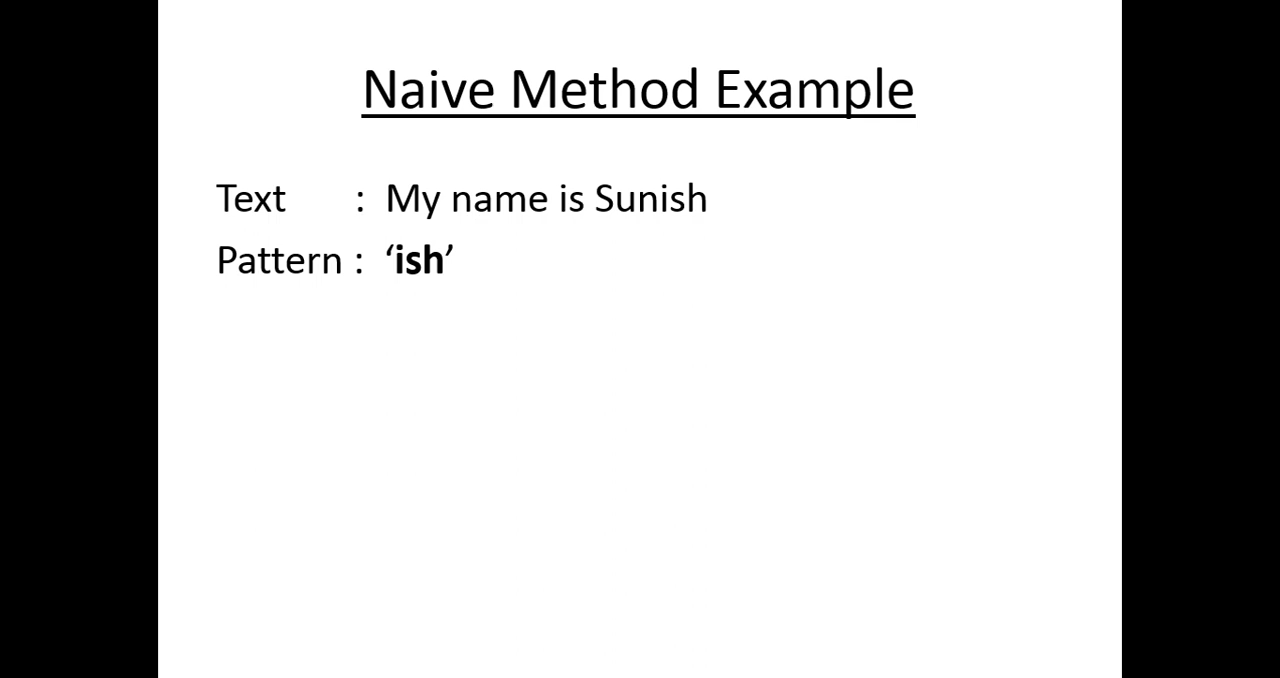 Naive Method Example
Text : My name is Sunish
Pattern : ‘ish’